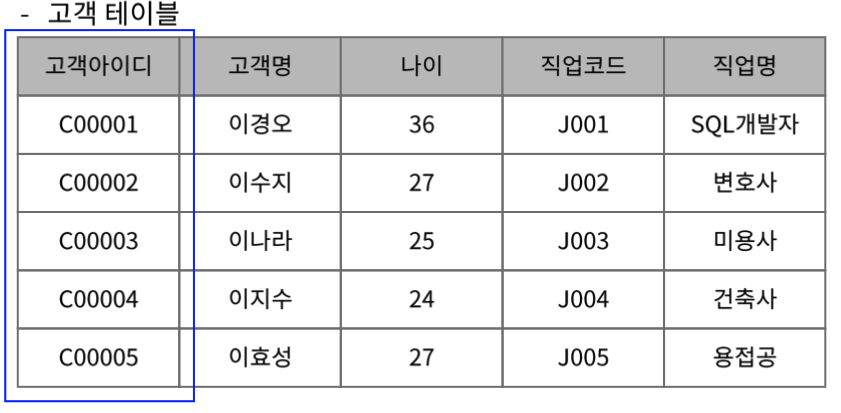 - 고객 테이블
고객아이디 고객명 나이 직업코드 직업명
C00001 이경오 36 J001 SQL개발자
C00002 이수지 27 J002 변호사
C00003 이나라 25 J003 미용사
C00004 이지수 24 J004 건축사
C00005 이효성 27 J005 용접공